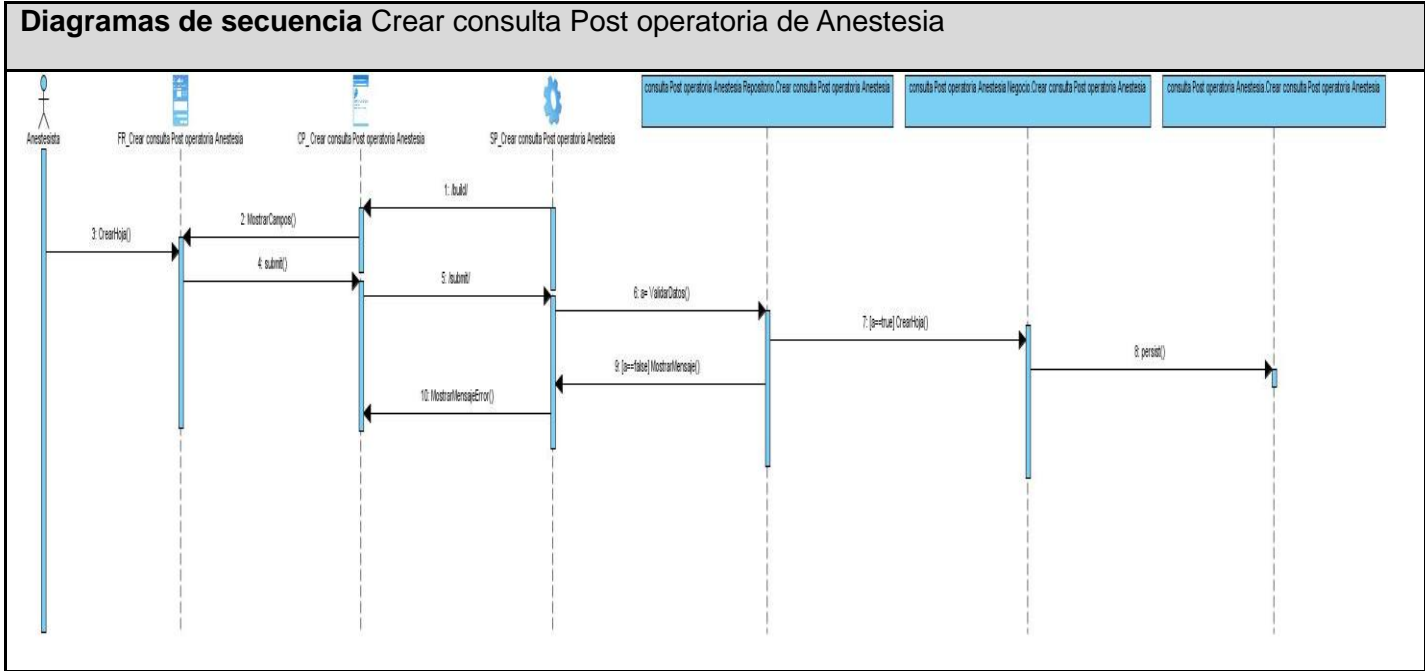 Diagramas de secuencia Crear consulta Post operatoria de Anestesia
Anestesista
FR_Crear consulta Post operatoria Anestesia
CP_ Crear consulta Post operatoria Anestesia
SP_Crear consulta Post operatoria Anestesia
consulta Post operatoria Anestesia Repositorio.Crear consulta Post operatoria Anestesia
consulta Post operatoria Anestesia Negocio.Crear consulta Post operatoria Anestesia
consulta Post operatoria Anestesia.Crear consulta Post operatoria Anestesia
1: /build/
2: MostrarCampos()
3: CrearHoja()
4: submit()
5: /submit/
6: a= ValidarDatos()
7: [a==true] CrearHoja()
8: persist()
9: [a==false] MostrarMensaje()
10: MostrarMensajeError()